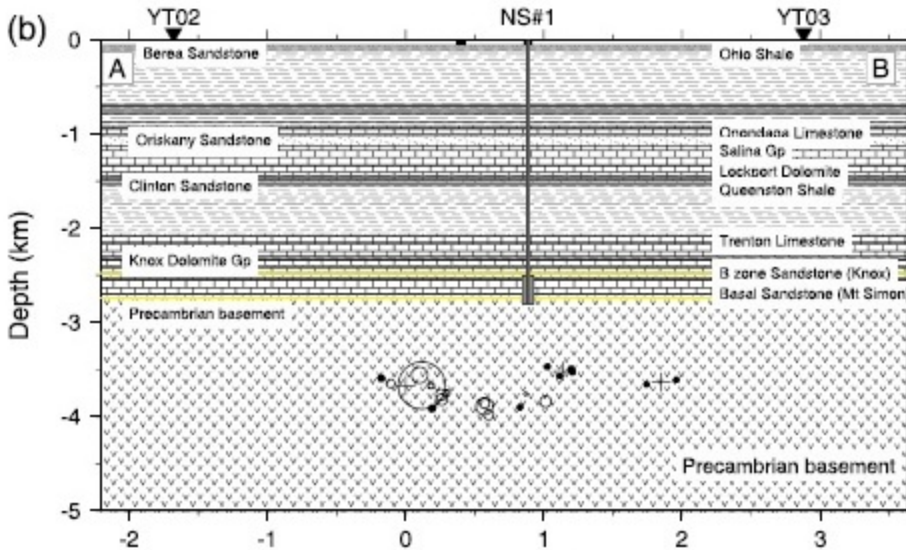 (b)
YT02 NS#1 YT03
0
Berea Sandstone Ohio Shale
A B
-1
Oriskany Sandstone Onondaga Limestone
Salina Gp
Clinton Sandstone Lockport Dolomite
Queenston Shale
-2
Trenton Limestone
Knox Dolomite Gp
B zone Sandstone (Knox)
Basal Sandstone (Mt Simon
Precambrian basement
-3
-4
Precambrian basement
-5
Depth (km)
-2 -1 0 1 2 3